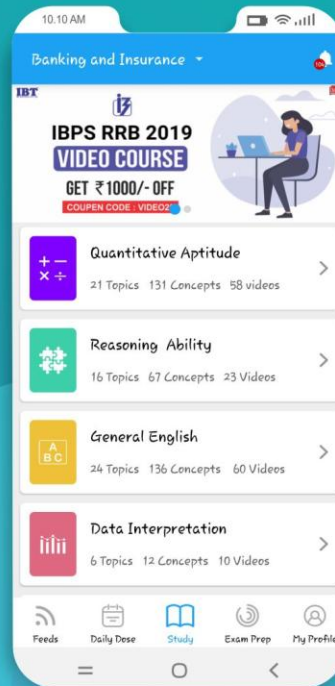 10.10 AM
Banking and Insurance
IBT
IBPS RRB 2019
VIDEO COURSE
GET ₹1000/- OFF
COUPEN CODE : VIDEO2
+ −
× ÷
Quantitative Aptitude
21 Topics 131 Concepts 58 videos
Reasoning Ability
16 Topics 67 Concepts 23 Videos
A
B C
General English
24 Topics 136 Concepts 60 Videos
Data Interpretation
6 Topics 12 Concepts 10 Videos
Feeds Daily Dose Study Exam Prep My Profile